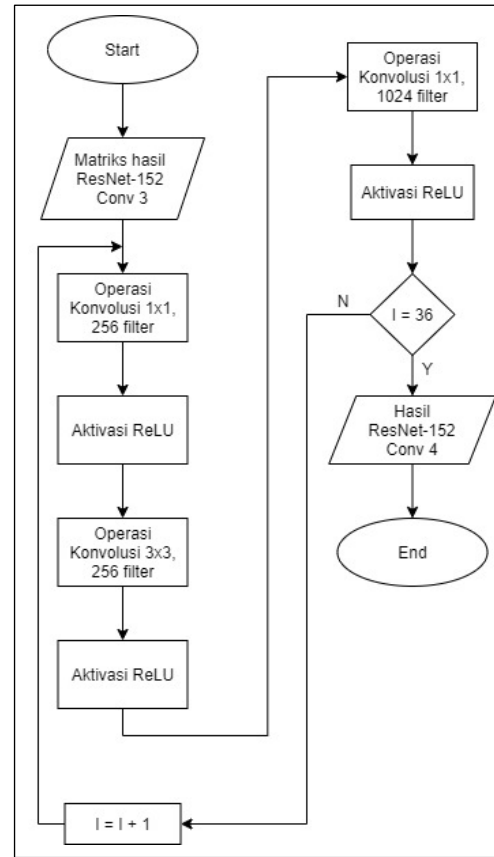 Start
Matriks hasil
ResNet-152
Conv 3
Operasi
Konvolusi 1x1,
256 filter
Aktivasi ReLU
Operasi
Konvolusi 3x3,
256 filter
Aktivasi ReLU
I = I + 1
Operasi
Konvolusi 1x1,
1024 filter
Aktivasi ReLU
N
I = 36
Y
Hasil
ResNet-152
Conv 4
End